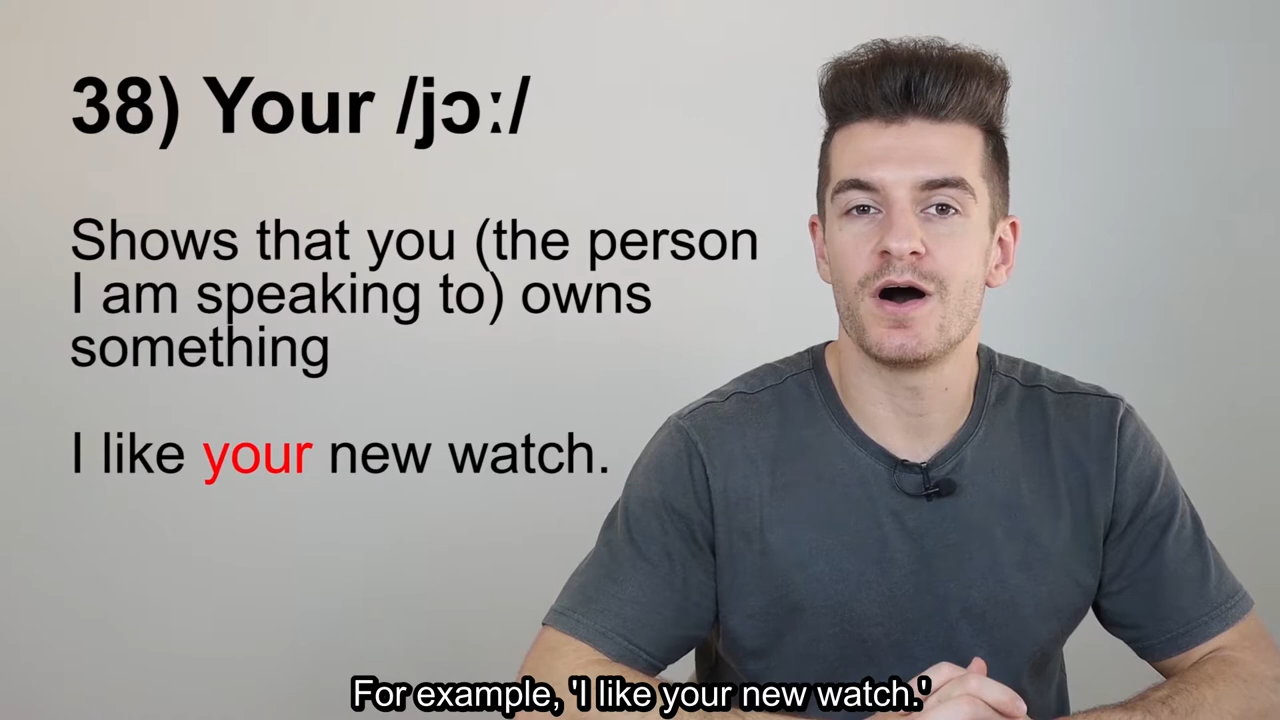 38) Your /jɔː/
Shows that you (the person
I am speaking to) owns
something
I like your new watch.
For example, 'I like your new watch.'